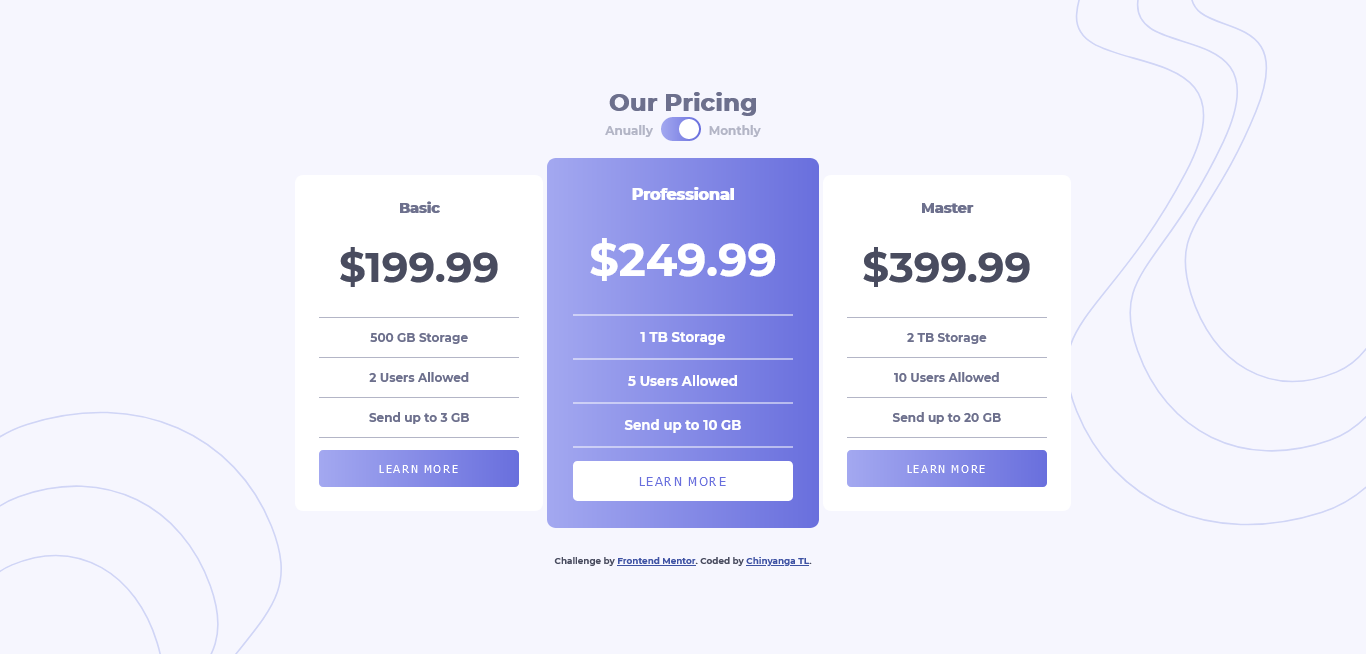 Our Pricing
Anually Monthly
Basic
$199.99
500 GB Storage
2 Users Allowed
Send up to 3 GB
LEARN MORE
Professional
$249.99
1 TB Storage
5 Users Allowed
Send up to 10 GB
LEARN MORE
Master
$399.99
2 TB Storage
10 Users Allowed
Send up to 20 GB
LEARN MORE
Challenge by Frontend Mentor. Coded by Chinyanga TL.